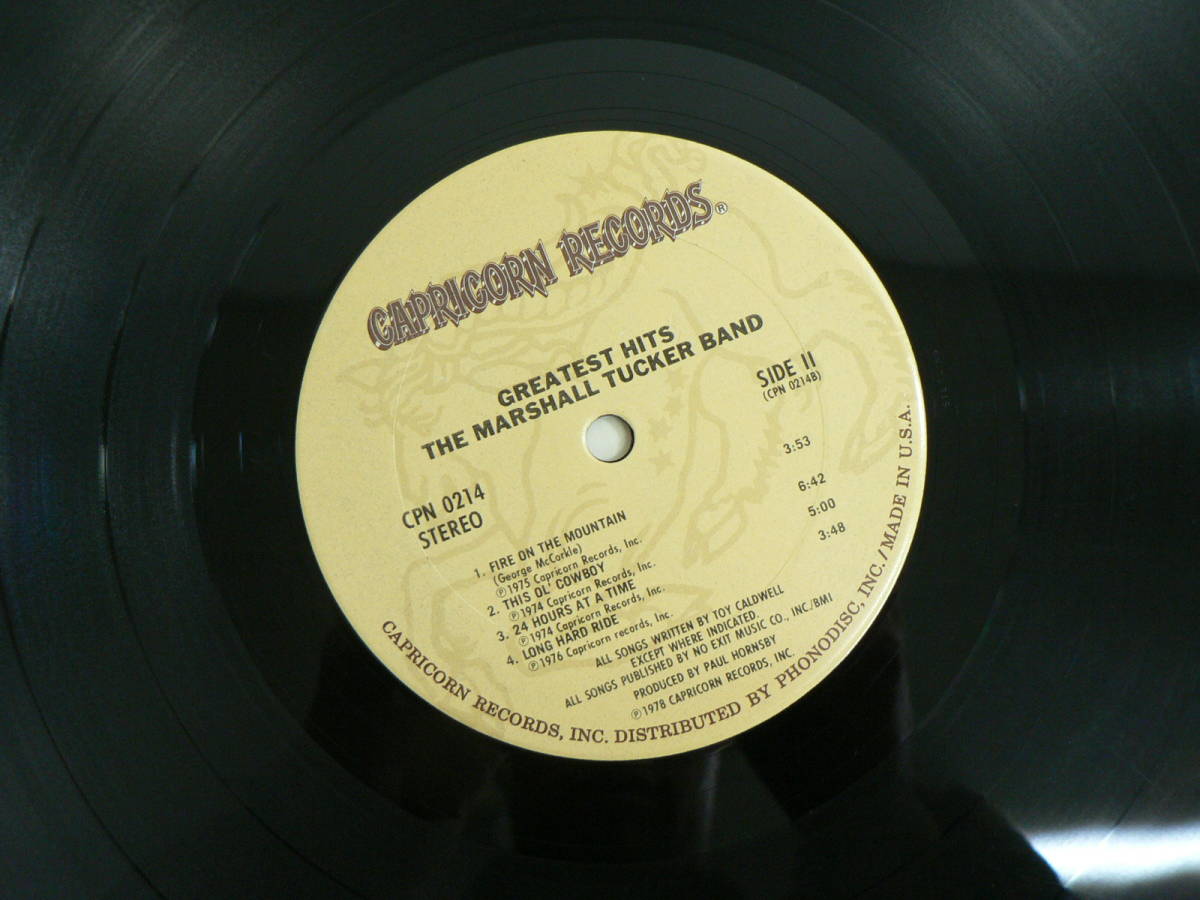 CAPRICORN RECORDS®
GREATEST HITS
THE MARSHALL TUCKER BAND
SIDE II
(CPN 0214B)
CPN 0214
STEREO
1. FIRE ON THE MOUNTAIN 3:53
(George McCorkle)
℗1975 Capricorn Records, Inc.
2. THIS OL' COWBOY 6:42
℗1974 Capricorn Records, Inc.
3. 24 HOURS AT A TIME 5:00
℗1974 Capricorn Records, Inc.
4. LONG HARD RIDE 3:48
℗1976 Capricorn records, Inc.
ALL SONGS WRITTEN BY TOY CALDWELL
EXCEPT WHERE INDICATED.
ALL SONGS PUBLISHED BY NO EXIT MUSIC CO., INC./BMI
PRODUCED BY PAUL HORNSBY
℗1978 CAPRICORN RECORDS, INC.
CAPRICORN RECORDS, INC. DISTRIBUTED BY PHONODISC, INC./MADE IN U.S.A.